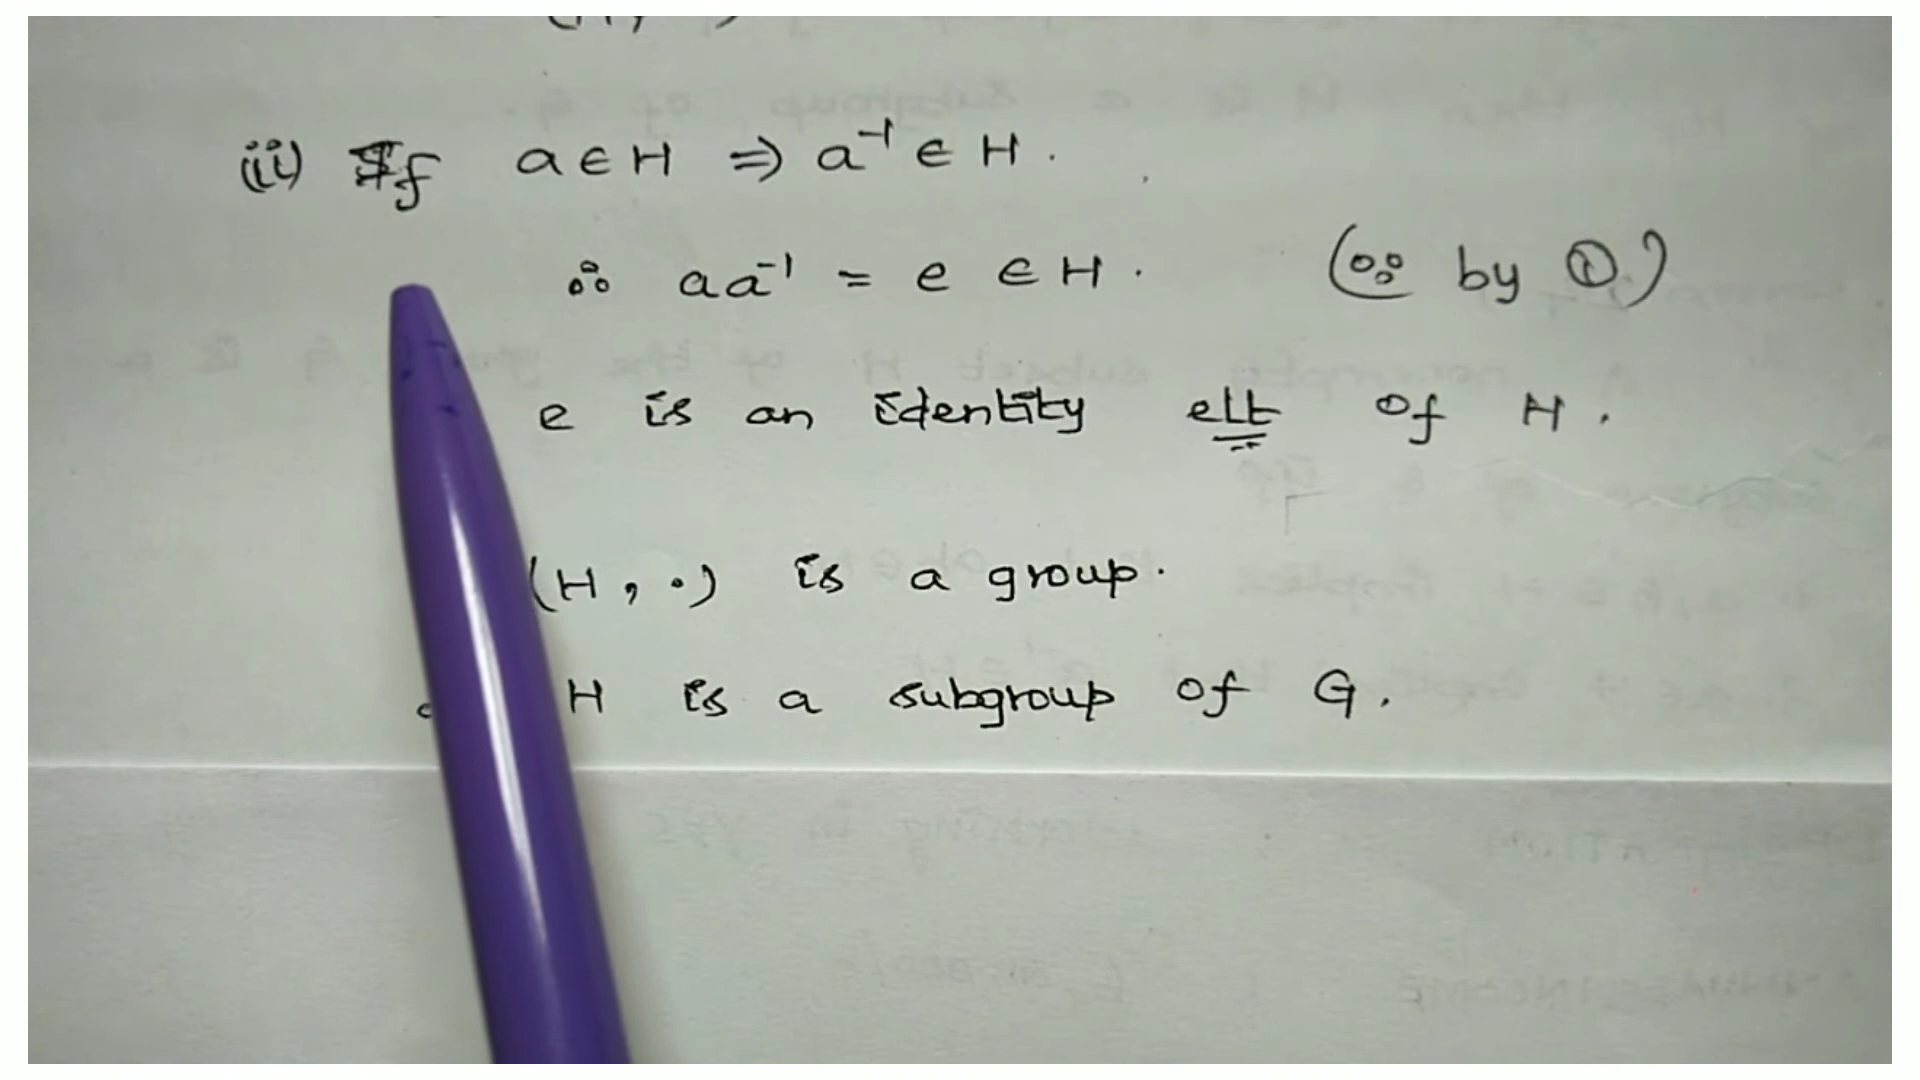 (ii) If a ∈ H ⇒ a⁻¹ ∈ H.
∴ aa⁻¹ = e ∈ H. (∵ by ①)
e is an identity elt of H.
(H, ·) is a group.
H is a subgroup of G.